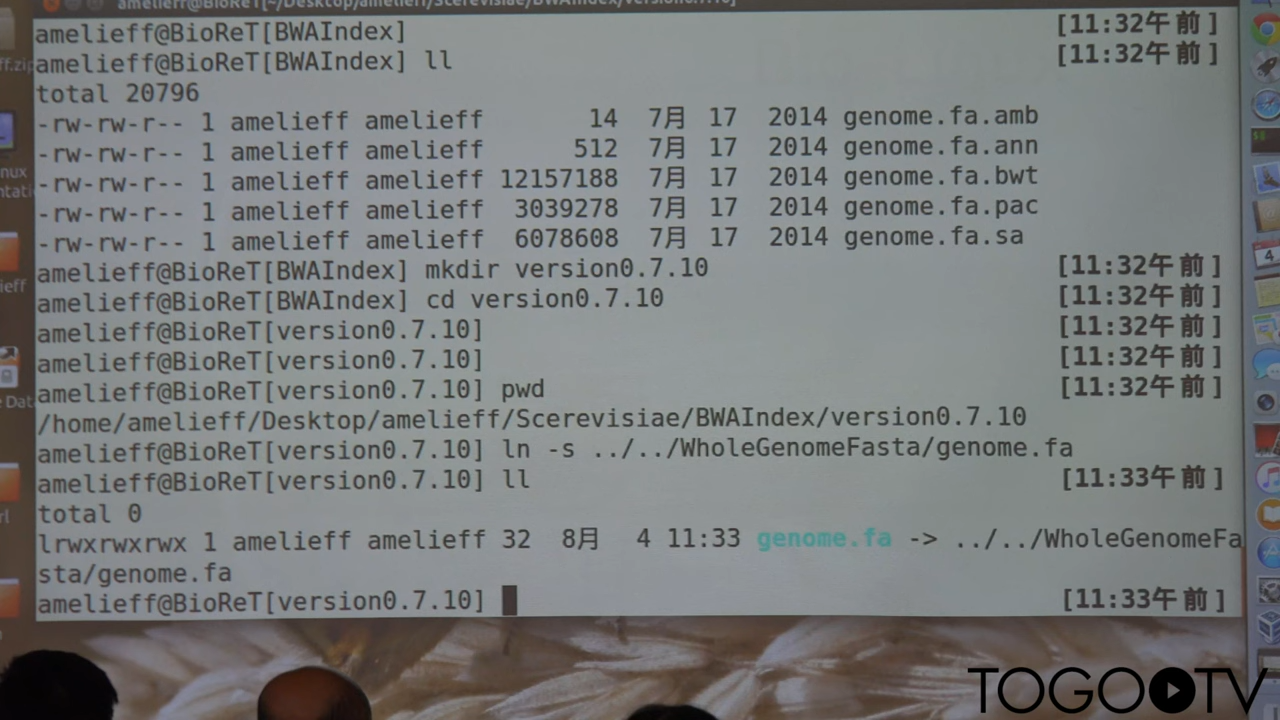 amelieff@BioReT[~/Desktop/amelieff/Scerevisiae/BWAIndex/version0.7.10]
amelieff@BioReT[BWAIndex] [11:32午前]
amelieff@BioReT[BWAIndex] ll [11:32午前]
total 20796
-rw-rw-r-- 1 amelieff amelieff 14 7月 17 2014 genome.fa.amb
-rw-rw-r-- 1 amelieff amelieff 512 7月 17 2014 genome.fa.ann
-rw-rw-r-- 1 amelieff amelieff 12157188 7月 17 2014 genome.fa.bwt
-rw-rw-r-- 1 amelieff amelieff 3039278 7月 17 2014 genome.fa.pac
-rw-rw-r-- 1 amelieff amelieff 6078608 7月 17 2014 genome.fa.sa
amelieff@BioReT[BWAIndex] mkdir version0.7.10 [11:32午前]
amelieff@BioReT[BWAIndex] cd version0.7.10 [11:32午前]
amelieff@BioReT[version0.7.10] [11:32午前]
amelieff@BioReT[version0.7.10] [11:32午前]
amelieff@BioReT[version0.7.10] pwd [11:32午前]
/home/amelieff/Desktop/amelieff/Scerevisiae/BWAIndex/version0.7.10
amelieff@BioReT[version0.7.10] ln -s ../../WholeGenomeFasta/genome.fa
amelieff@BioReT[version0.7.10] ll [11:33午前]
total 0
lrwxrwxrwx 1 amelieff amelieff 32 8月 4 11:33 genome.fa -> ../../WholeGenomeFa
sta/genome.fa
amelieff@BioReT[version0.7.10] [11:33午前]
TOGOTV